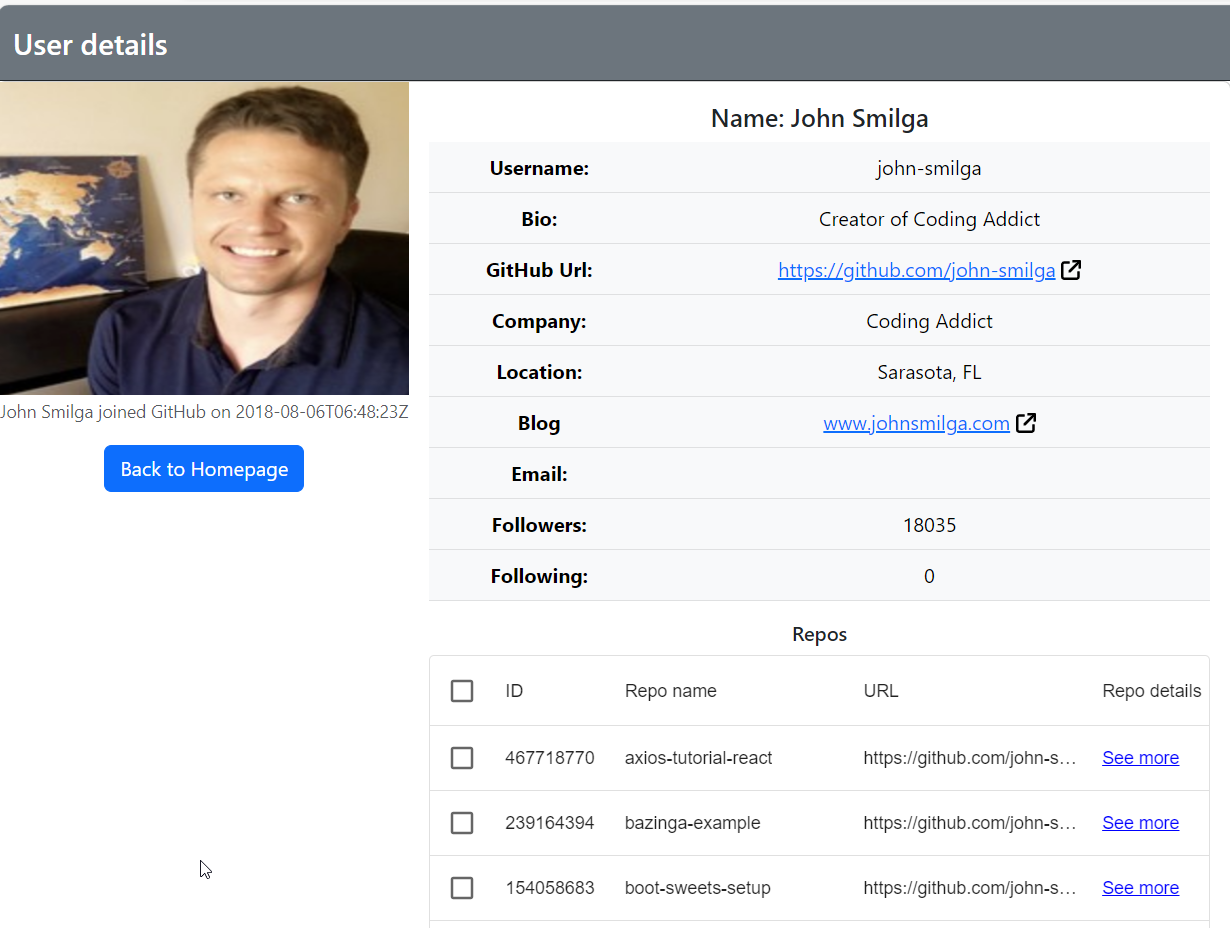 User details
Name: John Smilga
Username: john-smilga
Bio: Creator of Coding Addict
GitHub Url: https://github.com/john-smilga
Company: Coding Addict
Location: Sarasota, FL
Blog www.johnsmilga.com
Email:
Followers: 18035
Following: 0
John Smilga joined GitHub on 2018-08-06T06:48:23Z
Back to Homepage
Repos
ID Repo name URL Repo details
467718770 axios-tutorial-react https://github.com/john-s... See more
239164394 bazinga-example https://github.com/john-s... See more
154058683 boot-sweets-setup https://github.com/john-s... See more